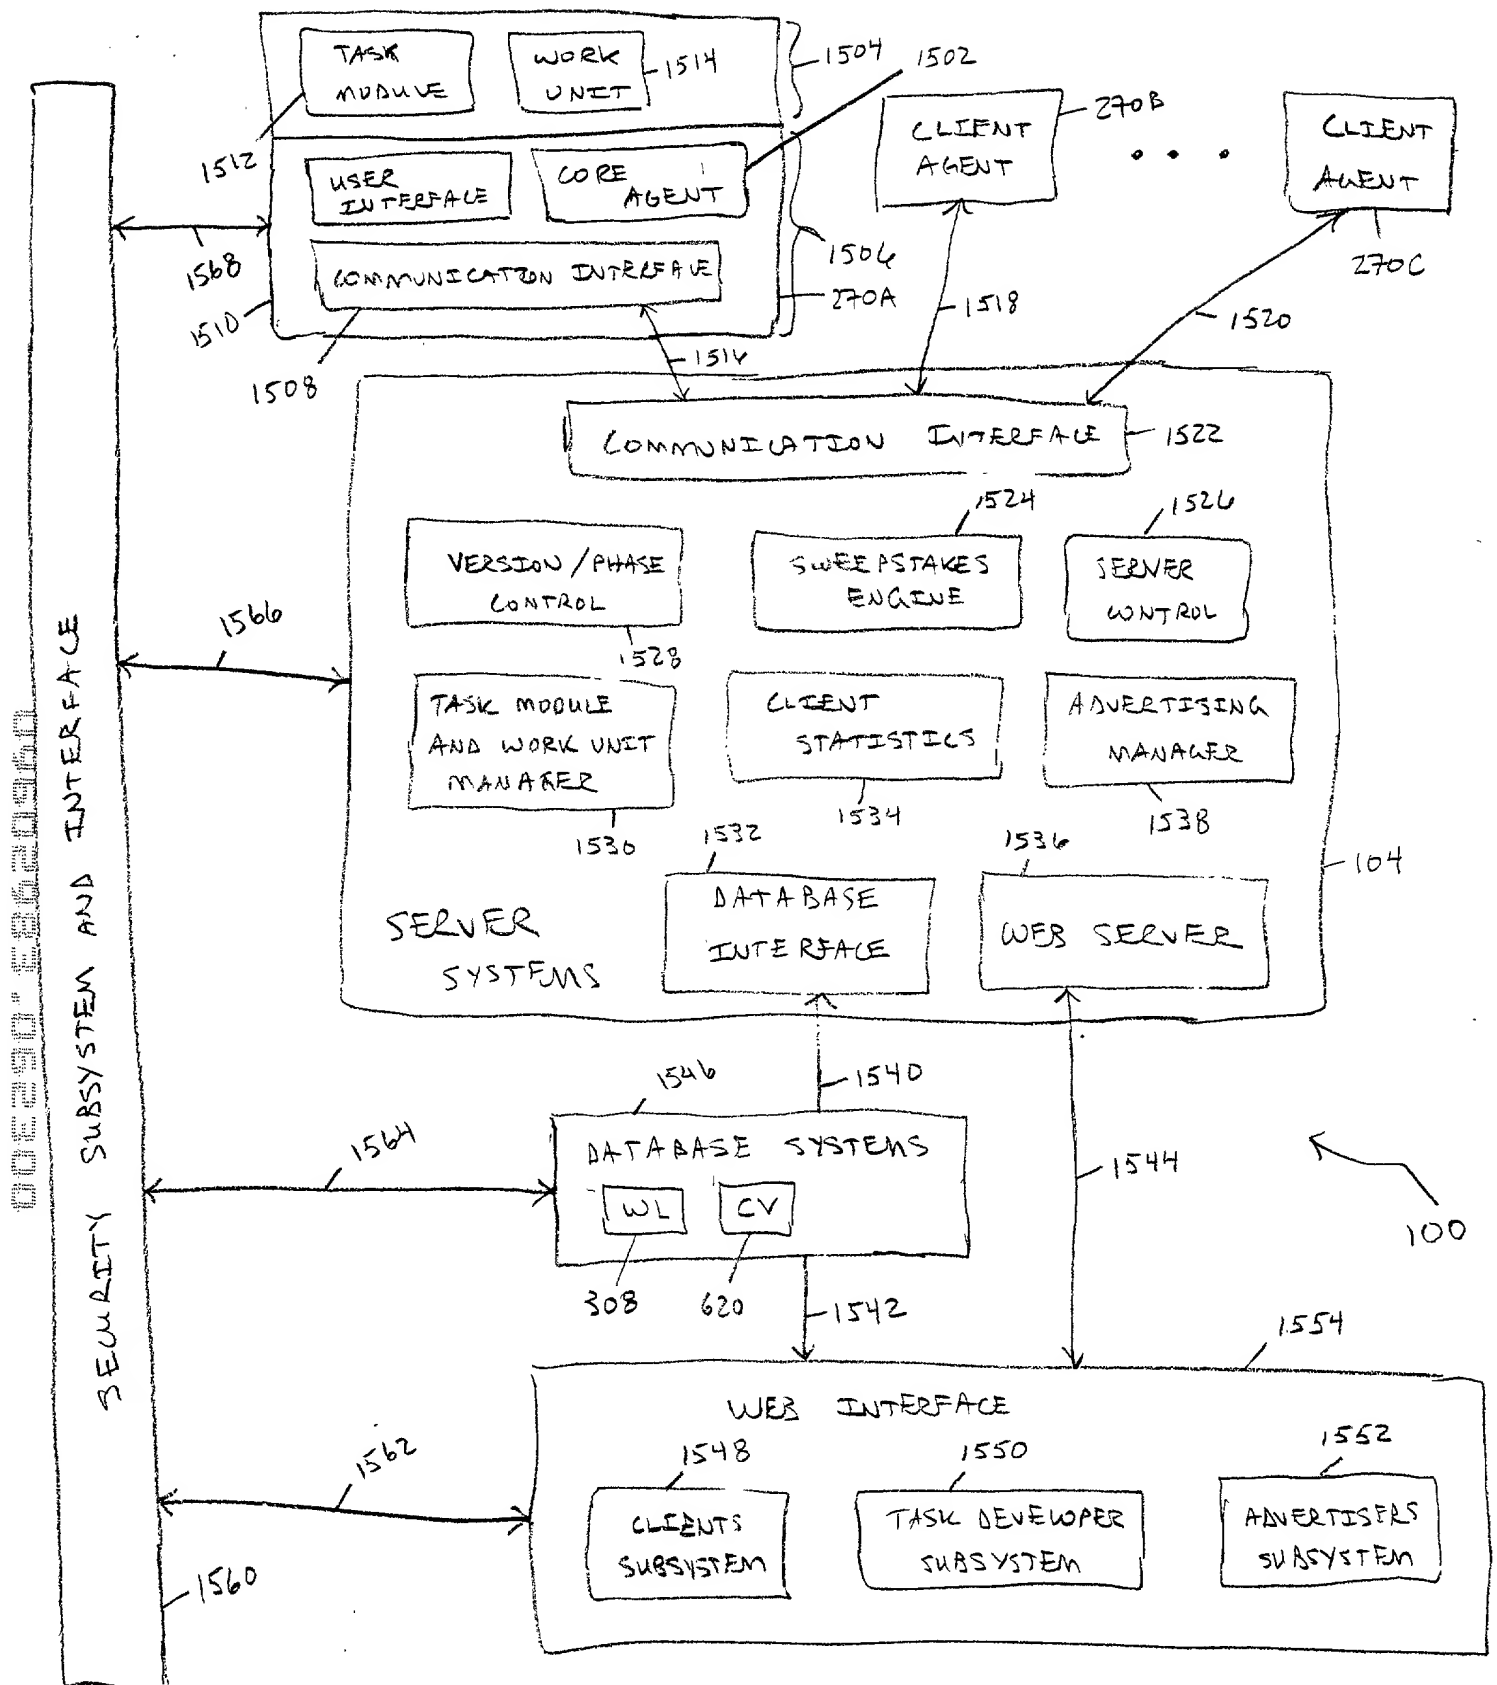 TASK
MODULE
WORK
UNIT
1514
1504
1502
1512
USER
INTERFACE
CORE
AGENT
CLIENT
AGENT
270B
CLIENT
AGENT
270C
1568
COMMUNICATION INTERFACE
1506
270A
1510
1508
1516
1518
1520
COMMUNICATION INTERFACE
1522
VERSION/PHASE
CONTROL
1528
1524
SWEEPSTAKES
ENGINE
1526
SERVER
CONTROL
1566
TASK MODULE
AND WORK UNIT
MANAGER
1530
CLIENT
STATISTICS
1534
ADVERTISING
MANAGER
1538
1532
DATABASE
INTERFACE
1536
WEB SERVER
104
SERVER
SYSTEMS
SECURITY SUBSYSTEM AND INTERFACE
09602983.052300
1546
1540
DATABASE SYSTEMS
WL
CV
308
620
1564
1544
1542
100
1554
WEB INTERFACE
1548
CLIENTS
SUBSYSTEM
1550
TASK DEVELOPER
SUBSYSTEM
1552
ADVERTISERS
SUBSYSTEM
1562
1560